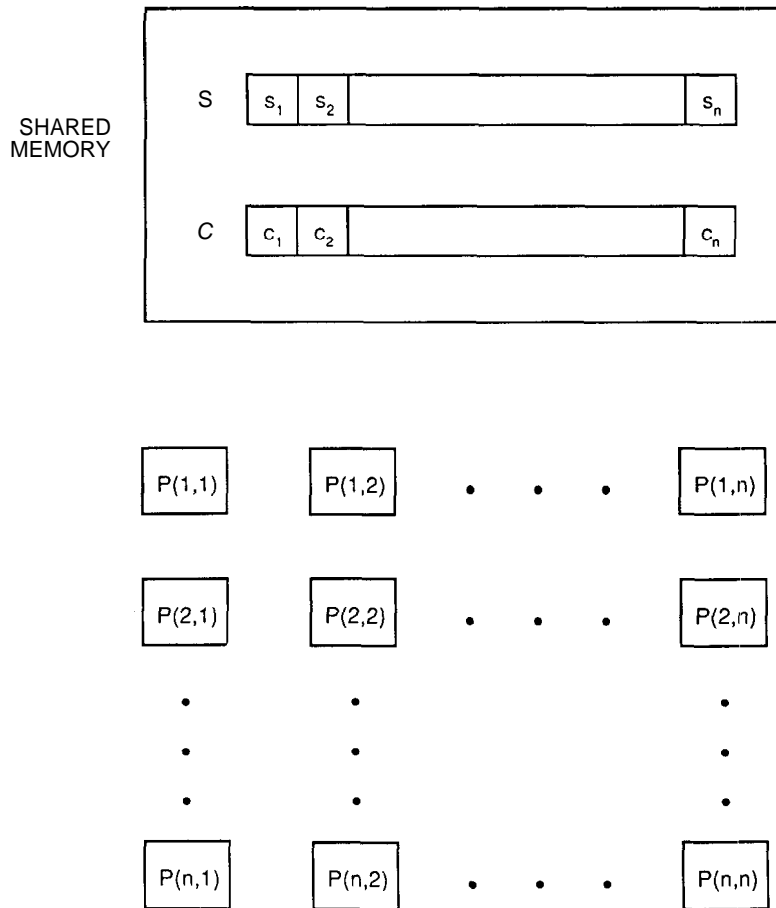 S s₁ s₂ sₙ
SHARED
MEMORY
C c₁ c₂ cₙ
P(1,1) P(1,2) . . . P(1,n)
P(2,1) P(2,2) . . . P(2,n)
P(n,1) P(n,2) . . . P(n,n)